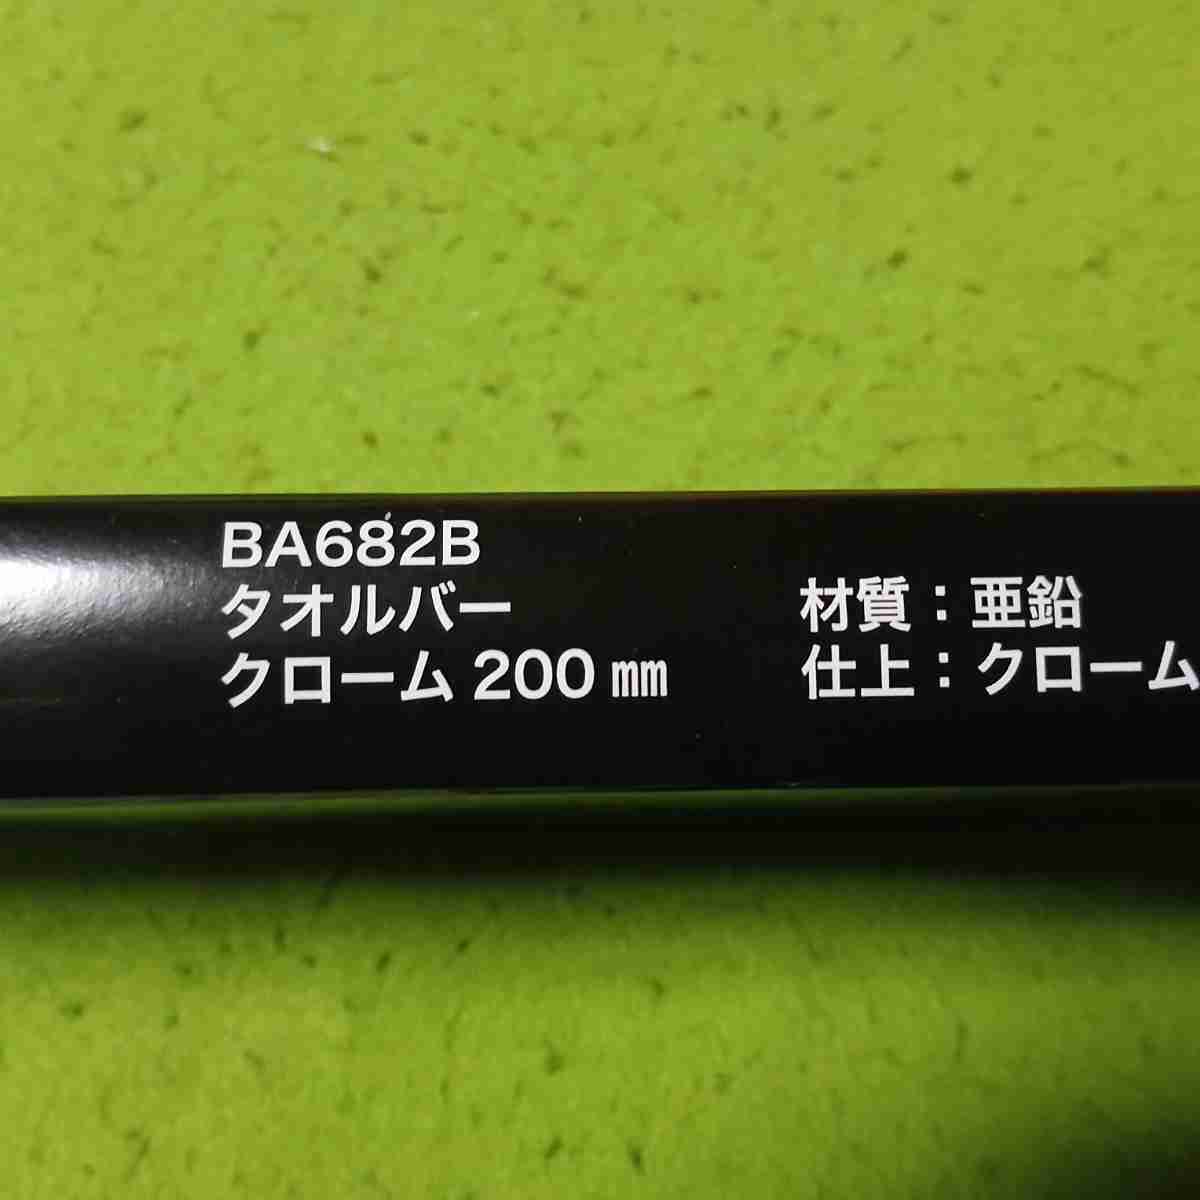 BA682B
タオルバー
クローム 200 ㎜
材質：亜鉛
仕上：クローム